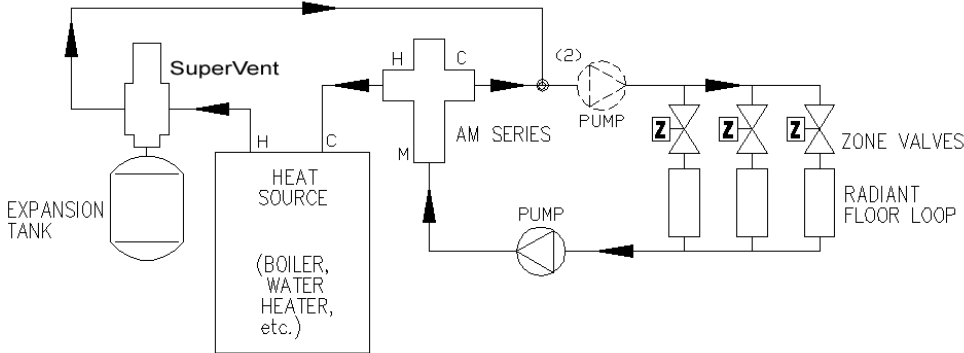 SuperVent
H
C
(2)
PUMP
AM SERIES
M
Z
Z
Z
ZONE VALVES
H
C
HEAT
SOURCE
(BOILER,
WATER
HEATER,
etc.)
EXPANSION
TANK
PUMP
RADIANT
FLOOR LOOP